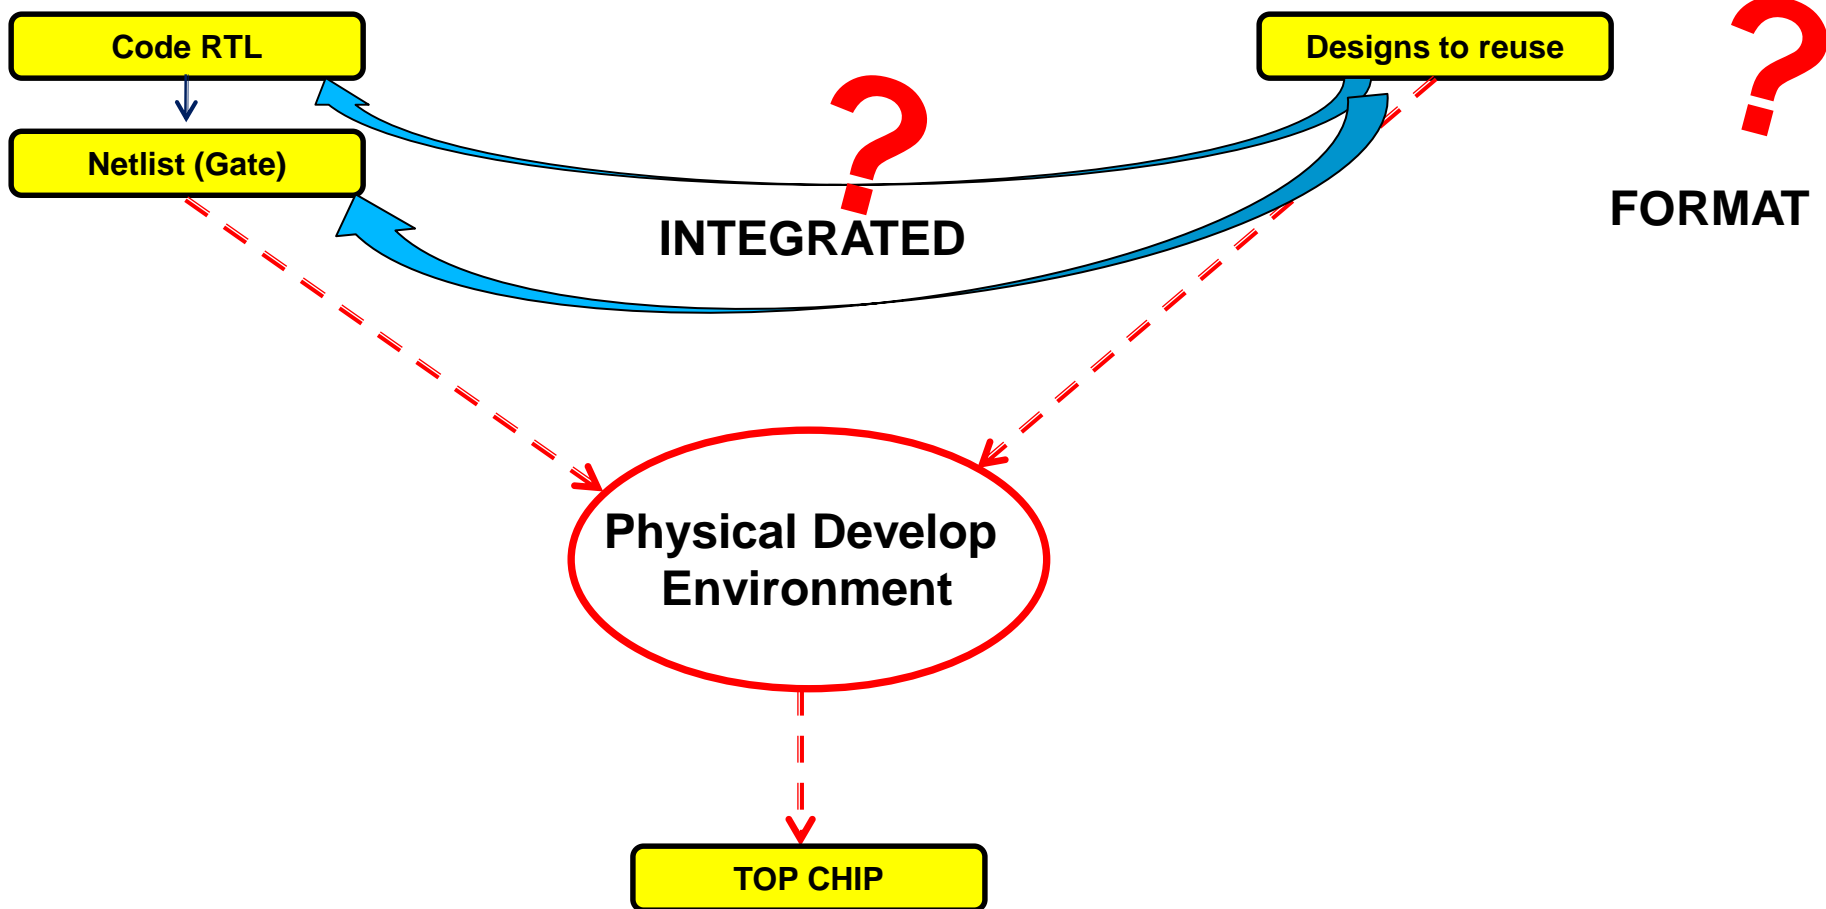 Code RTL
Designs to reuse
?
?
Netlist (Gate)
INTEGRATED
FORMAT
Physical Develop
Environment
TOP CHIP